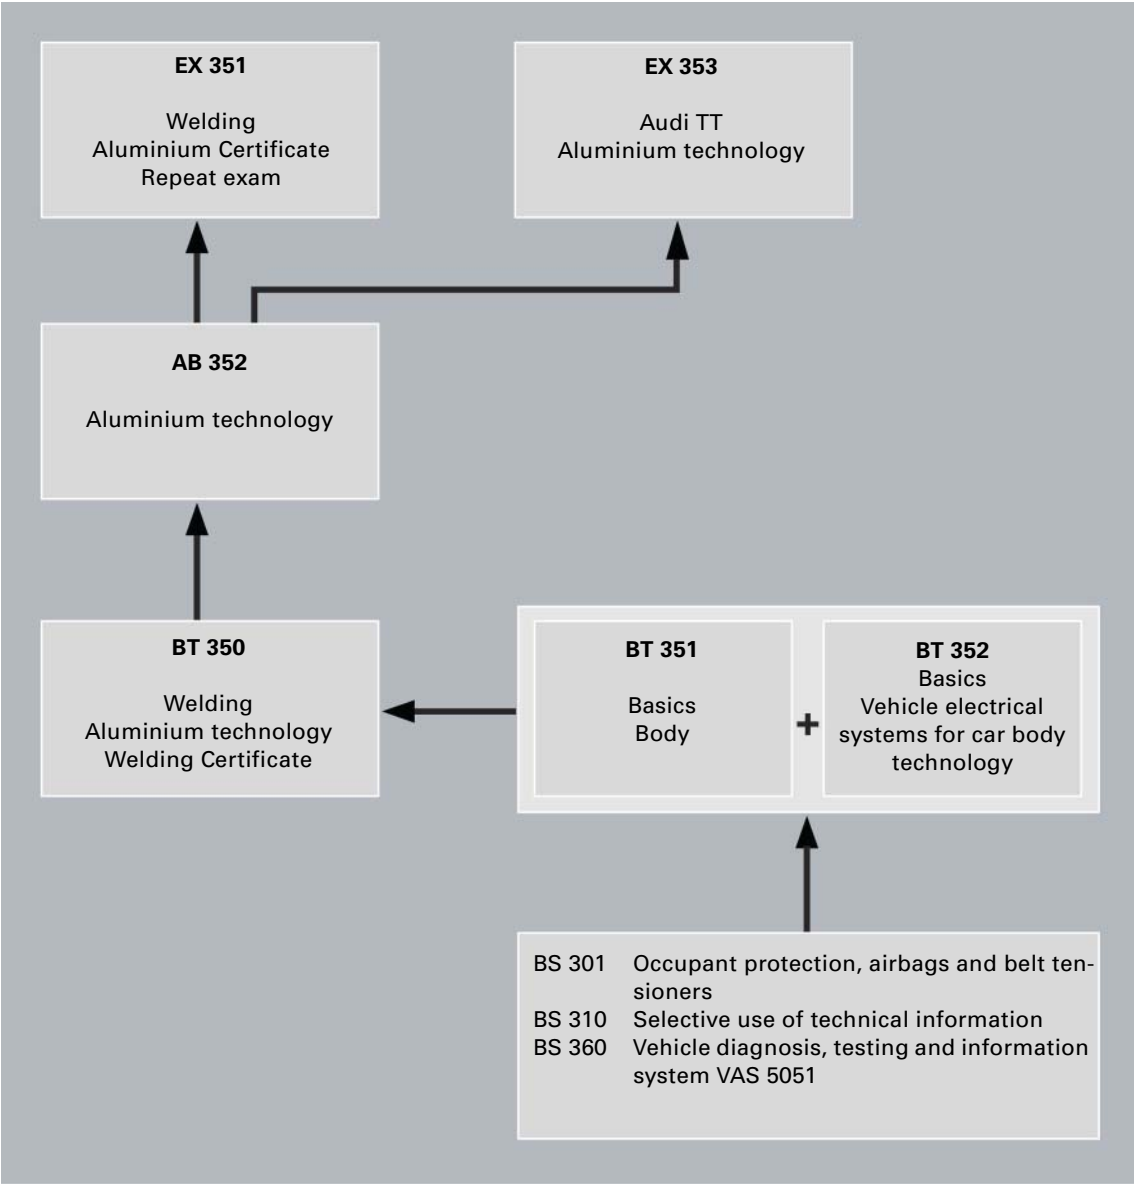 EX 351
Welding
Aluminium Certificate
Repeat exam
EX 353
Audi TT
Aluminium technology
AB 352
Aluminium technology
BT 350
Welding
Aluminium technology
Welding Certificate
BT 351
Basics
Body
+
BT 352
Basics
Vehicle electrical
systems for car body
technology
BS 301 Occupant protection, airbags and belt ten-
sioners
BS 310 Selective use of technical information
BS 360 Vehicle diagnosis, testing and information
system VAS 5051